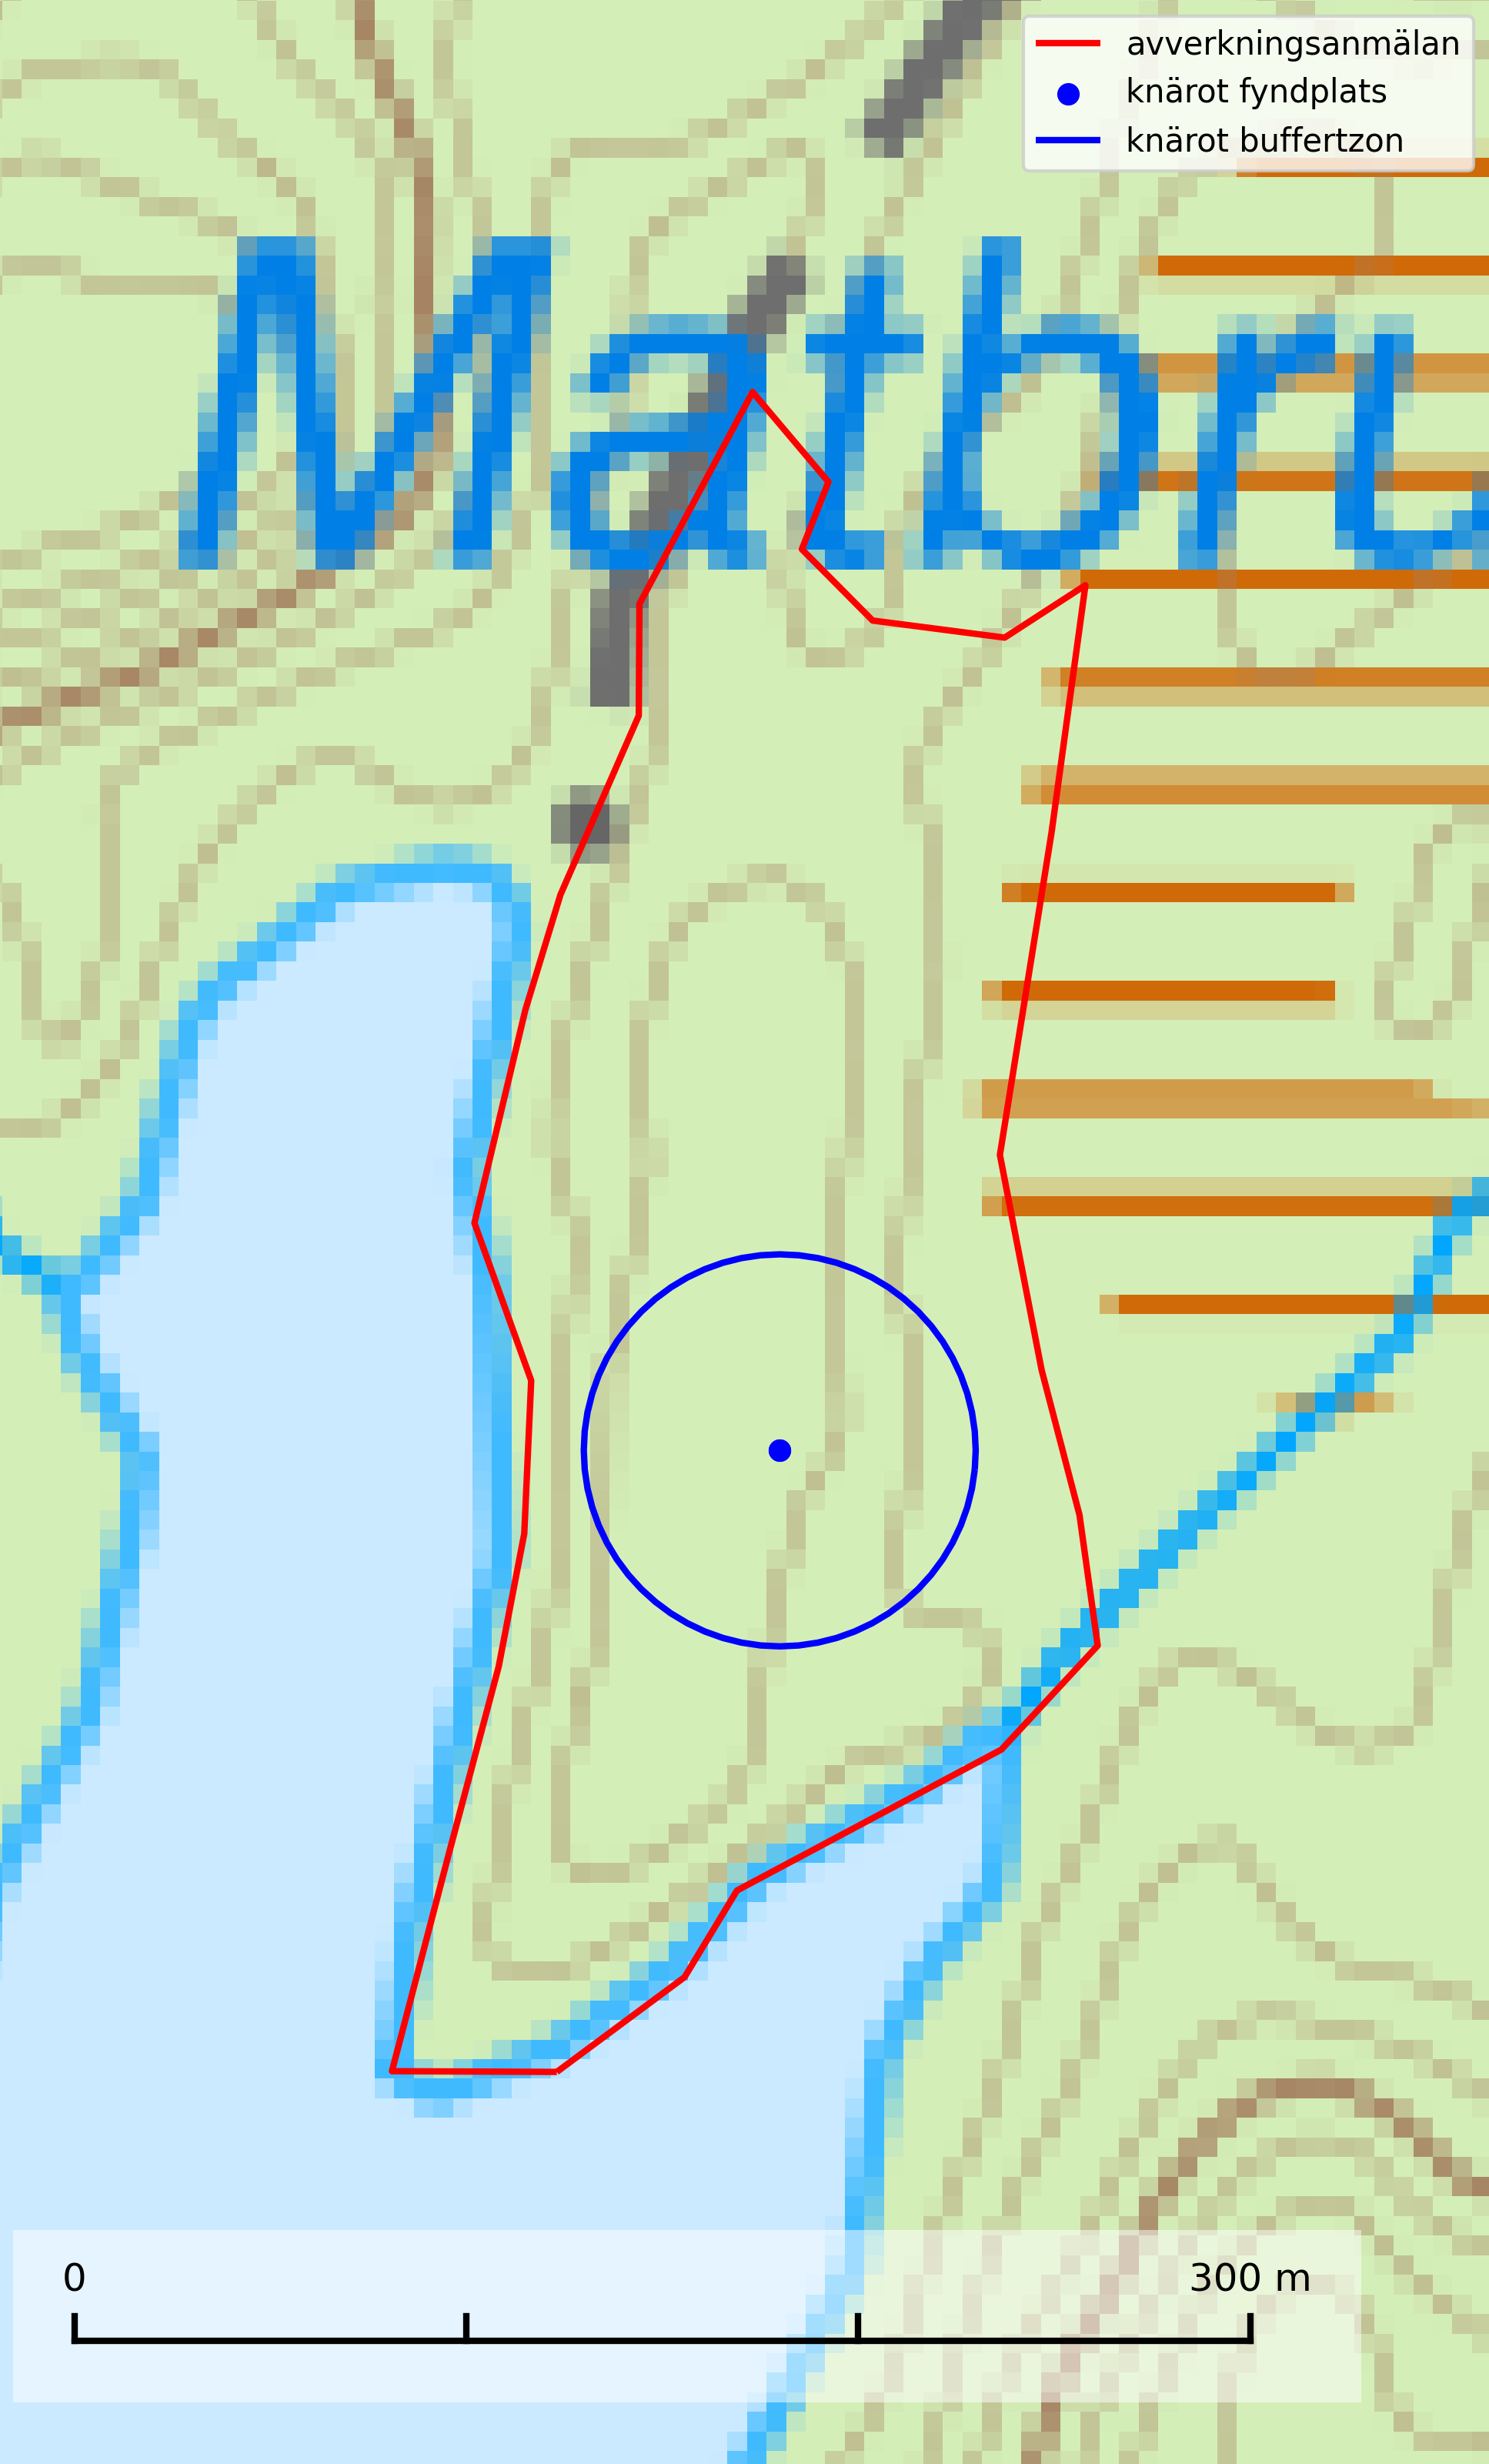 avverkningsanmälan
knärot fyndplats
knärot buffertzon
0
300 m